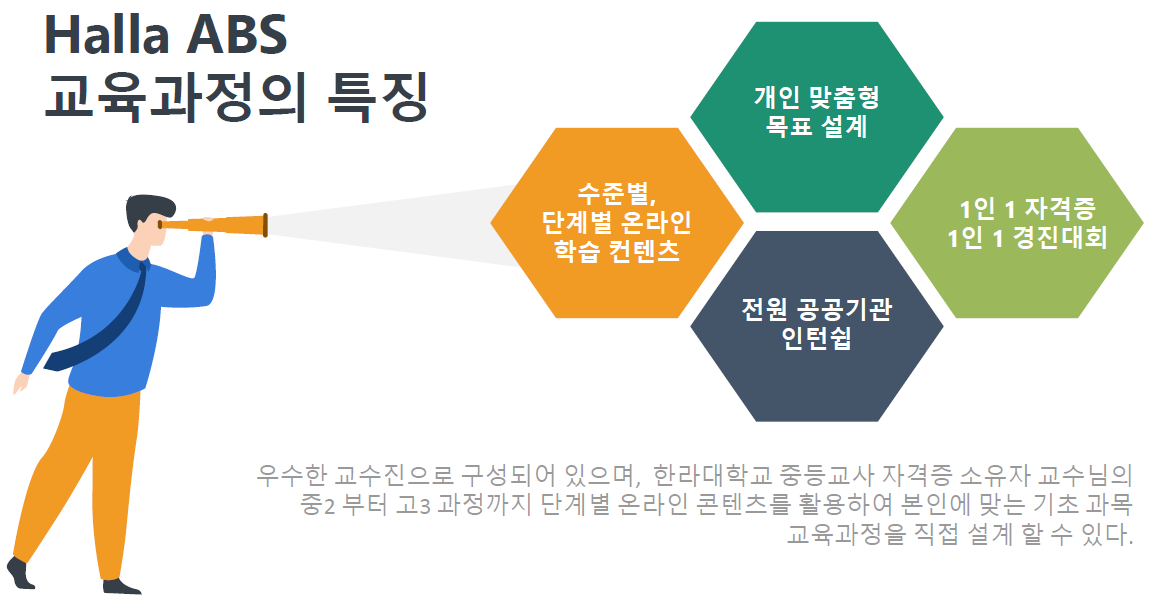 Halla ABS
교육과정의 특징
개인 맞춤형
목표 설계
수준별,
단계별 온라인
학습 컨텐츠
1인 1 자격증
1인 1 경진대회
전원 공공기관
인턴쉽
우수한 교수진으로 구성되어 있으며, 한라대학교 중등교사 자격증 소유자 교수님의
중2 부터 고3 과정까지 단계별 온라인 콘텐츠를 활용하여 본인에 맞는 기초 과목
교육과정을 직접 설계 할 수 있다.